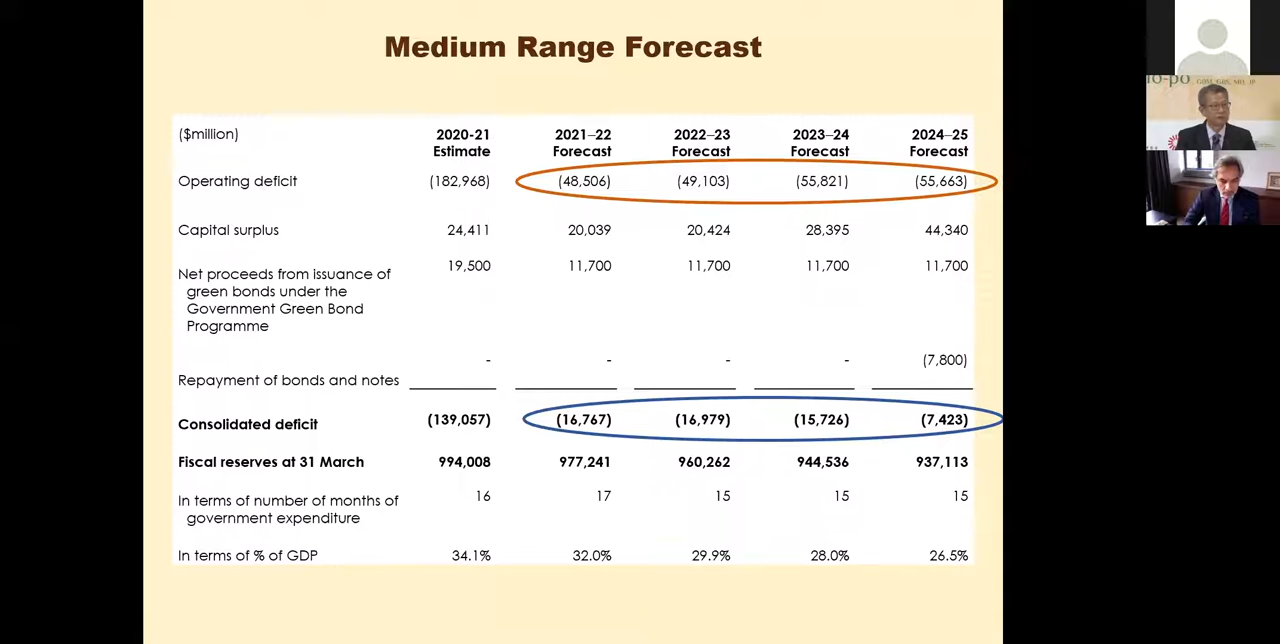 Medium Range Forecast
($million) 2020-21 2021–22 2022–23 2023–24 2024–25
Estimate Forecast Forecast Forecast Forecast
Operating deficit (182,968) (48,506) (49,103) (55,821) (55,663)
Capital surplus 24,411 20,039 20,424 28,395 44,340
Net proceeds from issuance of 19,500 11,700 11,700 11,700 11,700
green bonds under the
Government Green Bond
Programme
Repayment of bonds and notes - - - - (7,800)
Consolidated deficit (139,057) (16,767) (16,979) (15,726) (7,423)
Fiscal reserves at 31 March 994,008 977,241 960,262 944,536 937,113
In terms of number of months of 16 17 15 15 15
government expenditure
In terms of % of GDP 34.1% 32.0% 29.9% 28.0% 26.5%